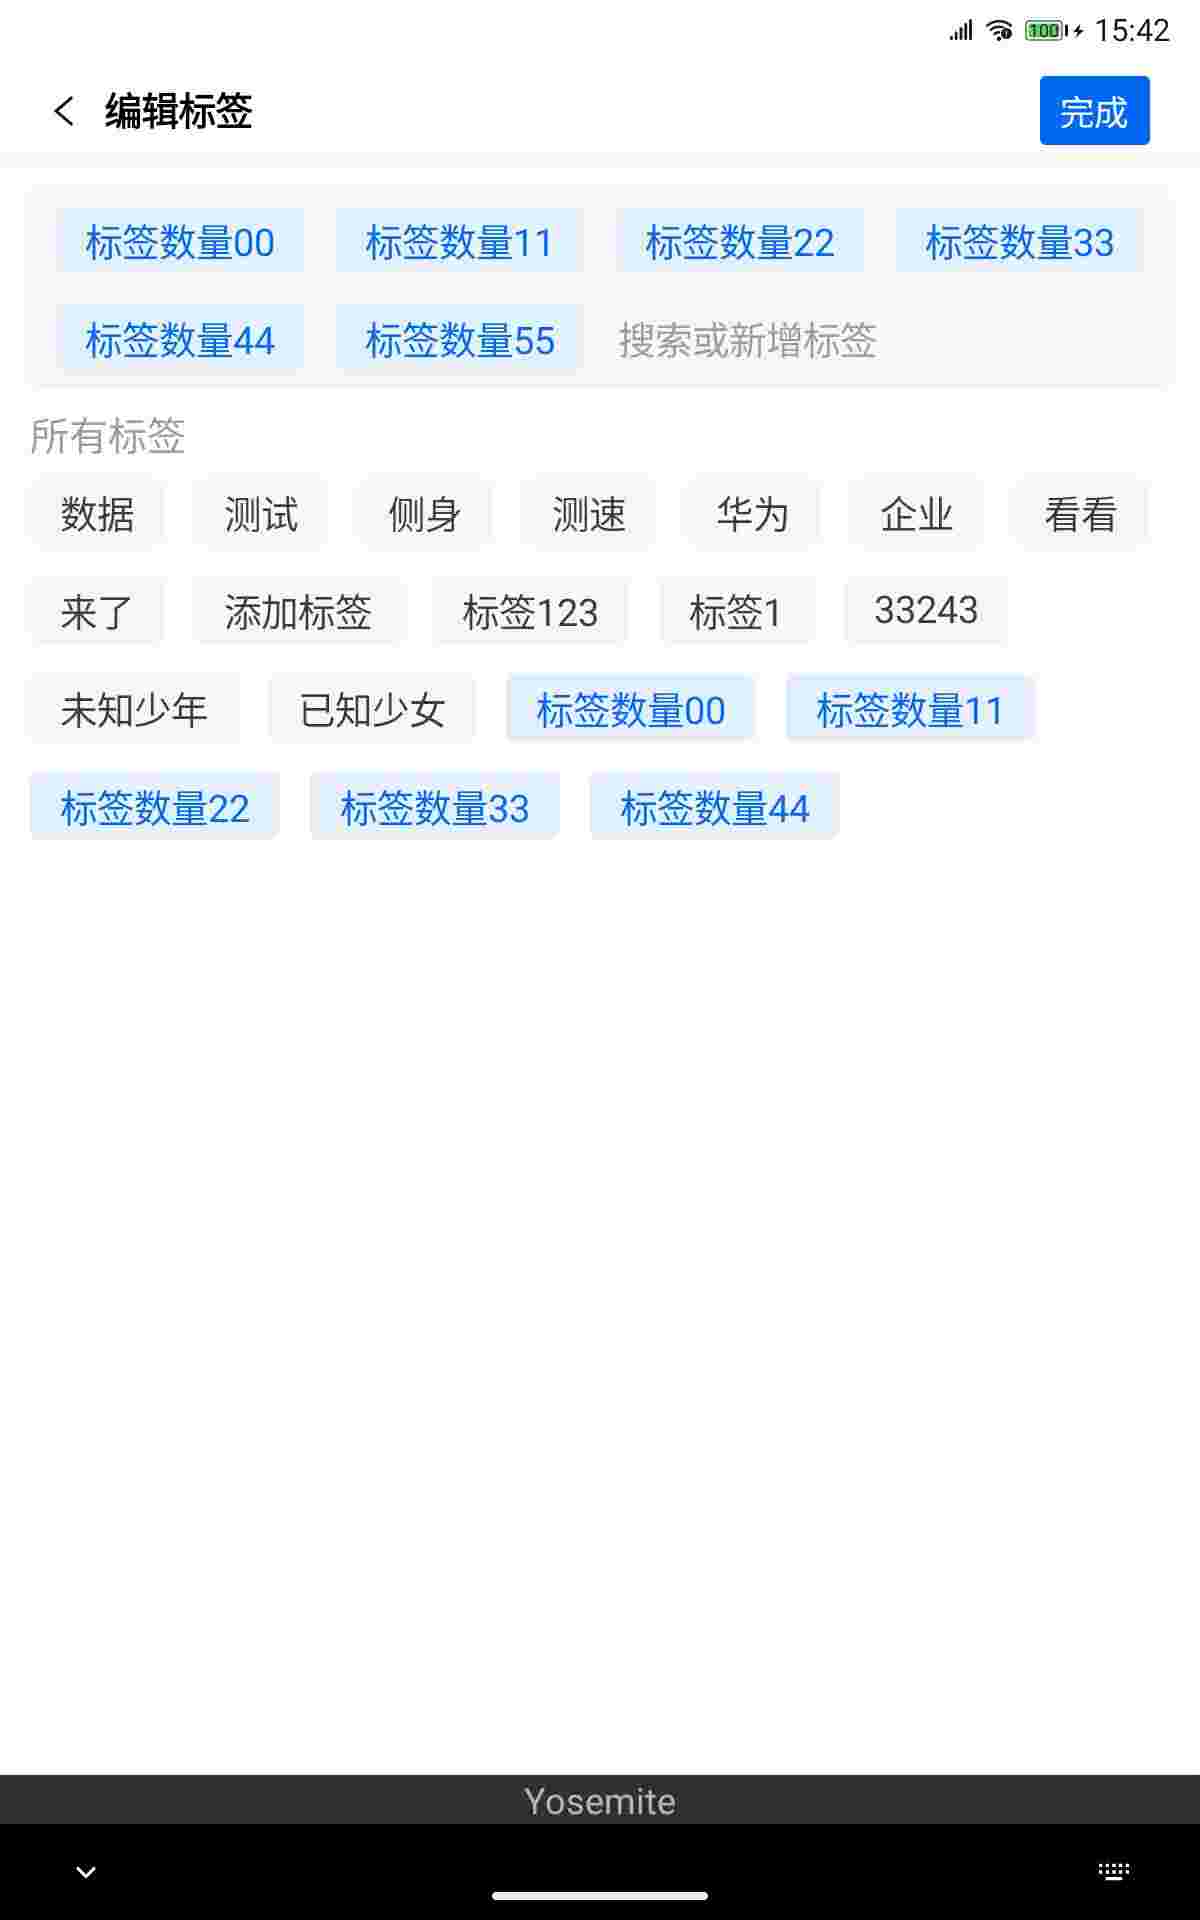 100 15:42
编辑标签 完成
标签数量00 标签数量11 标签数量22 标签数量33
标签数量44 标签数量55 搜索或新增标签
所有标签
数据 测试 侧身 测速 华为 企业 看看
来了 添加标签 标签123 标签1 33243
未知少年 已知少女 标签数量00 标签数量11
标签数量22 标签数量33 标签数量44
Yosemite